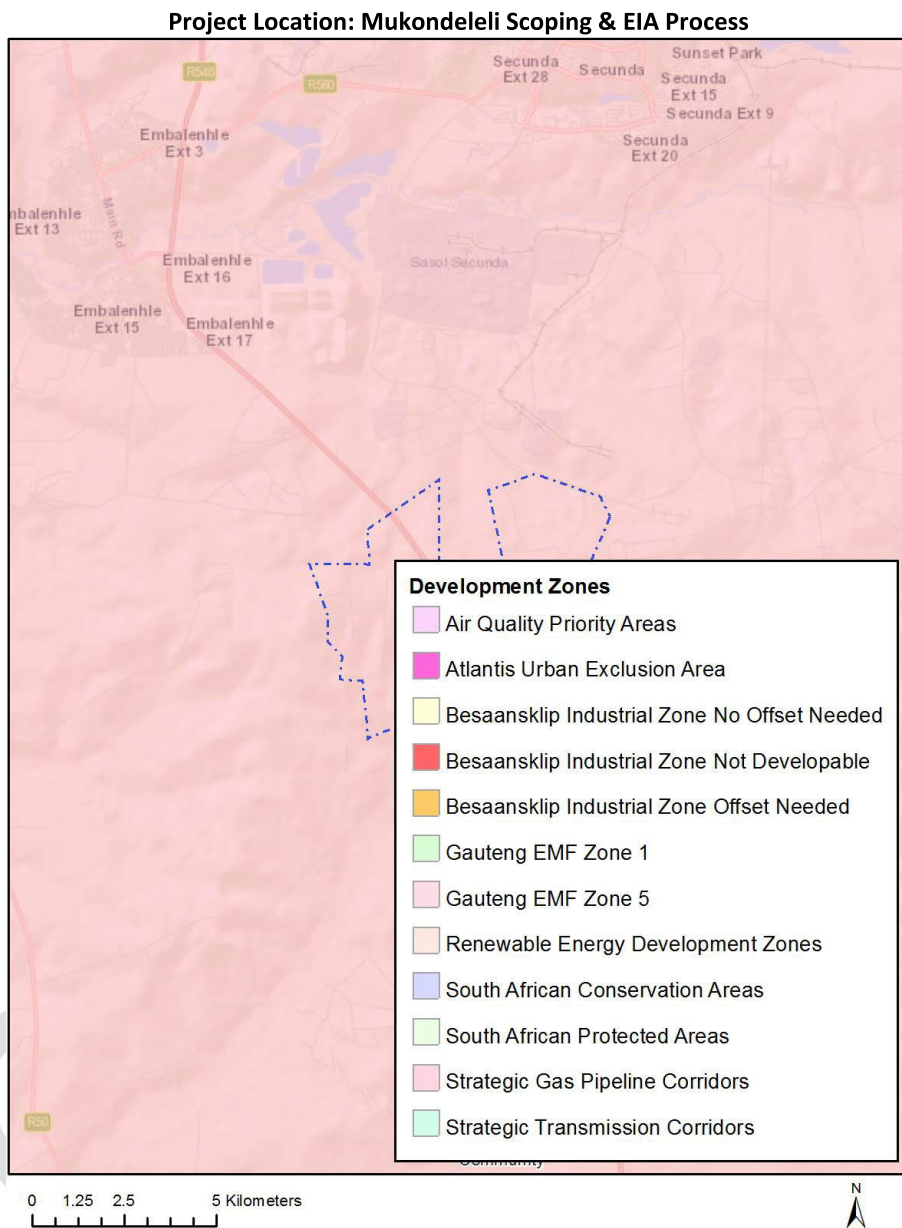 Project Location: Mukondeleli Scoping & EIA Process
R546
R580
Secunda
Ext 28
Secunda
Sunset Park
Secunda
Ext 15
Secunda Ext 9
Secunda
Ext 20
Embalenhle
Ext 3
mbalenhle
Ext 13
Main Rd
Embalenhle
Ext 16
Sasol Secunda
Embalenhle
Ext 15
Embalenhle
Ext 17
Development Zones
Air Quality Priority Areas
Atlantis Urban Exclusion Area
Besaansklip Industrial Zone No Offset Needed
Besaansklip Industrial Zone Not Developable
Besaansklip Industrial Zone Offset Needed
Gauteng EMF Zone 1
Gauteng EMF Zone 5
Renewable Energy Development Zones
South African Conservation Areas
South African Protected Areas
Strategic Gas Pipeline Corridors
Strategic Transmission Corridors
R50
Community
0 1.25 2.5 5 Kilometers
N